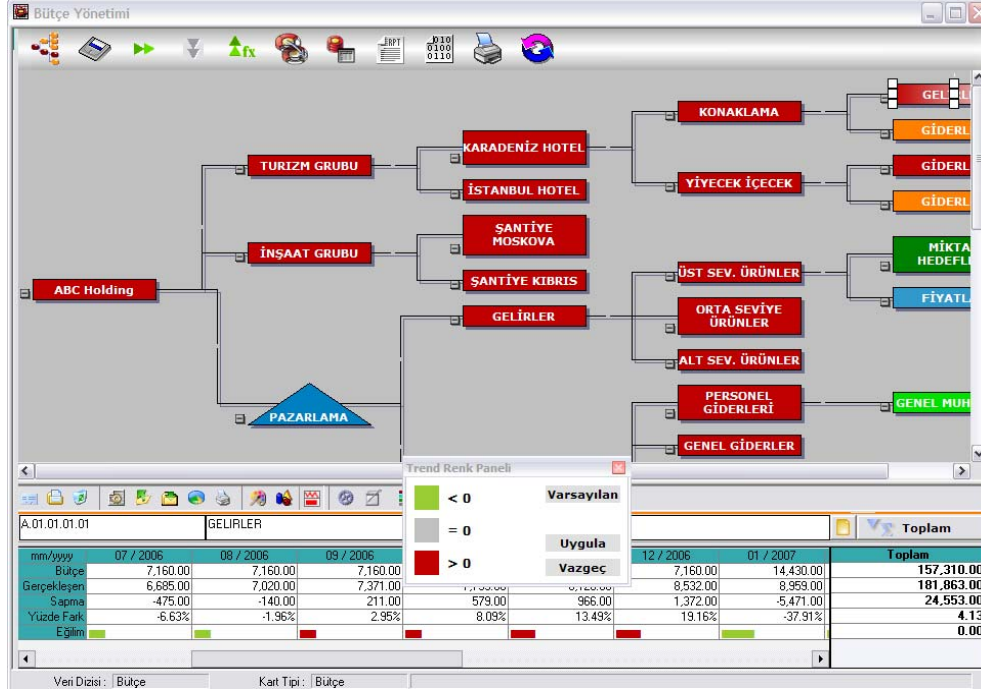 Bütçe Yönetimi
KONAKLAMA
GİDERL
KARADENİZ HOTEL
TURIZM GRUBU
GİDERL
YİYECEK İÇECEK
İSTANBUL HOTEL
GİDERL
ŞANTİYE
MOSKOVA
İNŞAAT GRUBU
MİKTA
HEDEFLE
ÜST SEV. ÜRÜNLER
ŞANTİYE KIBRIS
ABC Holding
FİYATLA
GELİRLER
ORTA SEVİYE
ÜRÜNLER
ALT SEV. ÜRÜNLER
PERSONEL
GİDERLERİ
GENEL MUH
PAZARLAMA
GENEL GİDERLER
Trend Renk Paneli
< 0 Varsayılan
= 0
Uygula
> 0 Vazgeç
A.01.01.01.01 GELIRLER Toplam
mm/yyyy 07 / 2006 08 / 2006 09 / 2006 12 / 2006 01 / 2007 Toplam
Bütçe 7,160.00 7,160.00 7,160.00 7,160.00 14,430.00 157,310.00
Gerçekleşen 6,685.00 7,020.00 7,371.00 8,532.00 8,959.00 181,863.00
Sapma -475.00 -140.00 211.00 579.00 966.00 1,372.00 -5,471.00 24,553.00
Yüzde Fark -6.63% -1.96% 2.95% 8.09% 13.49% 19.16% -37.91% 4.13
Eğilim 0.00
Veri Dizisi : Bütçe Kart Tipi : Bütçe